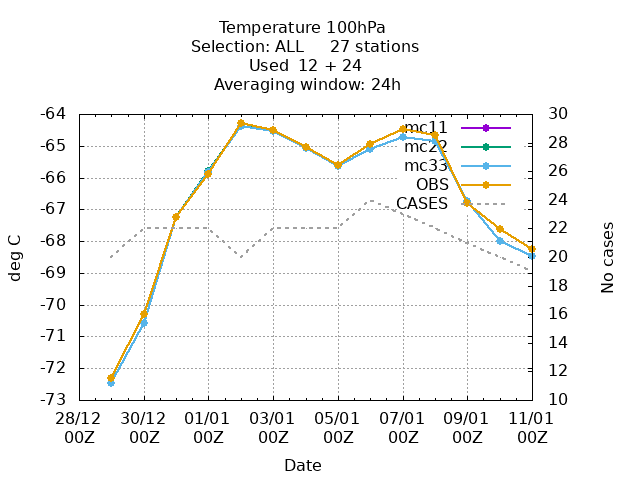 Temperature 100hPa
Selection: ALL     27 stations
Used  12 + 24
Averaging window: 24h
-64
-65
-66
-67
-68
-69
-70
-71
-72
-73
deg C
30
28
26
24
22
20
18
16
14
12
10
No cases
mc11
mc22
mc33
OBS
CASES
28/12 30/12 01/01 03/01 05/01 07/01 09/01 11/01
00Z 00Z 00Z 00Z 00Z 00Z 00Z 00Z
Date